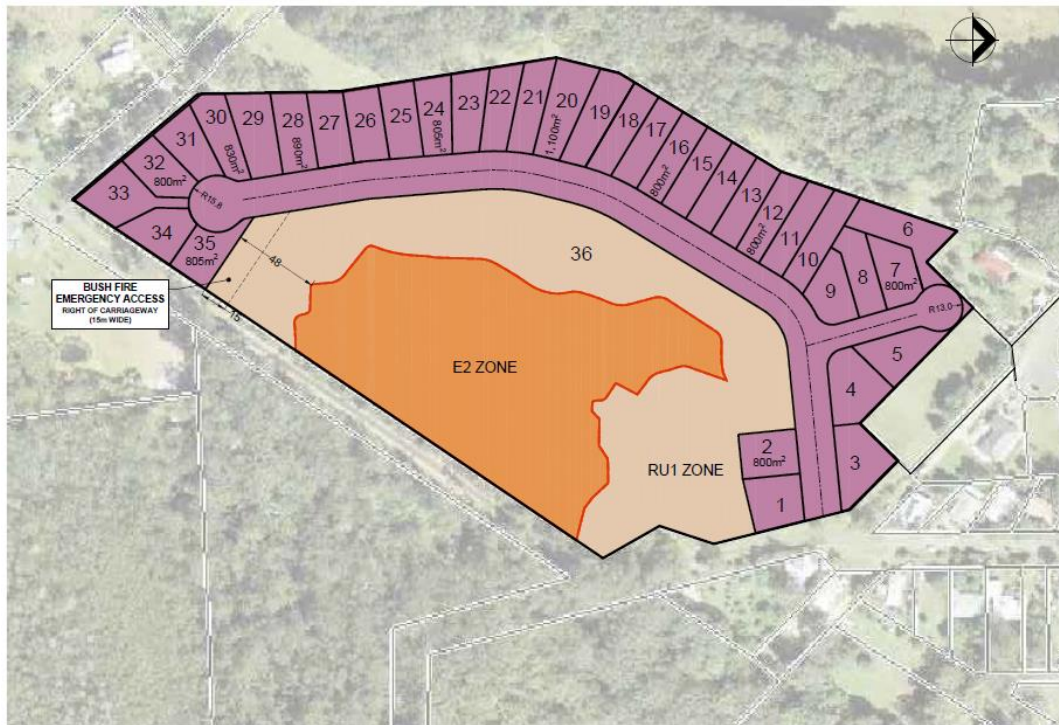 30
29
28
890m²
27
26
25
24
805m²
23
22
21
20
1,100m²
19
18
17
16
800m²
15
14
13
12
800m²
11
10
6
31
830m²
32
800m²
33
34
35
805m²
R15.8
9
8
7
800m²
R13.0
5
4
3
2
800m²
1
36
48
15
BUSH FIRE
EMERGENCY ACCESS
RIGHT OF CARRIAGEWAY
(15m WIDE)
E2 ZONE
RU1 ZONE